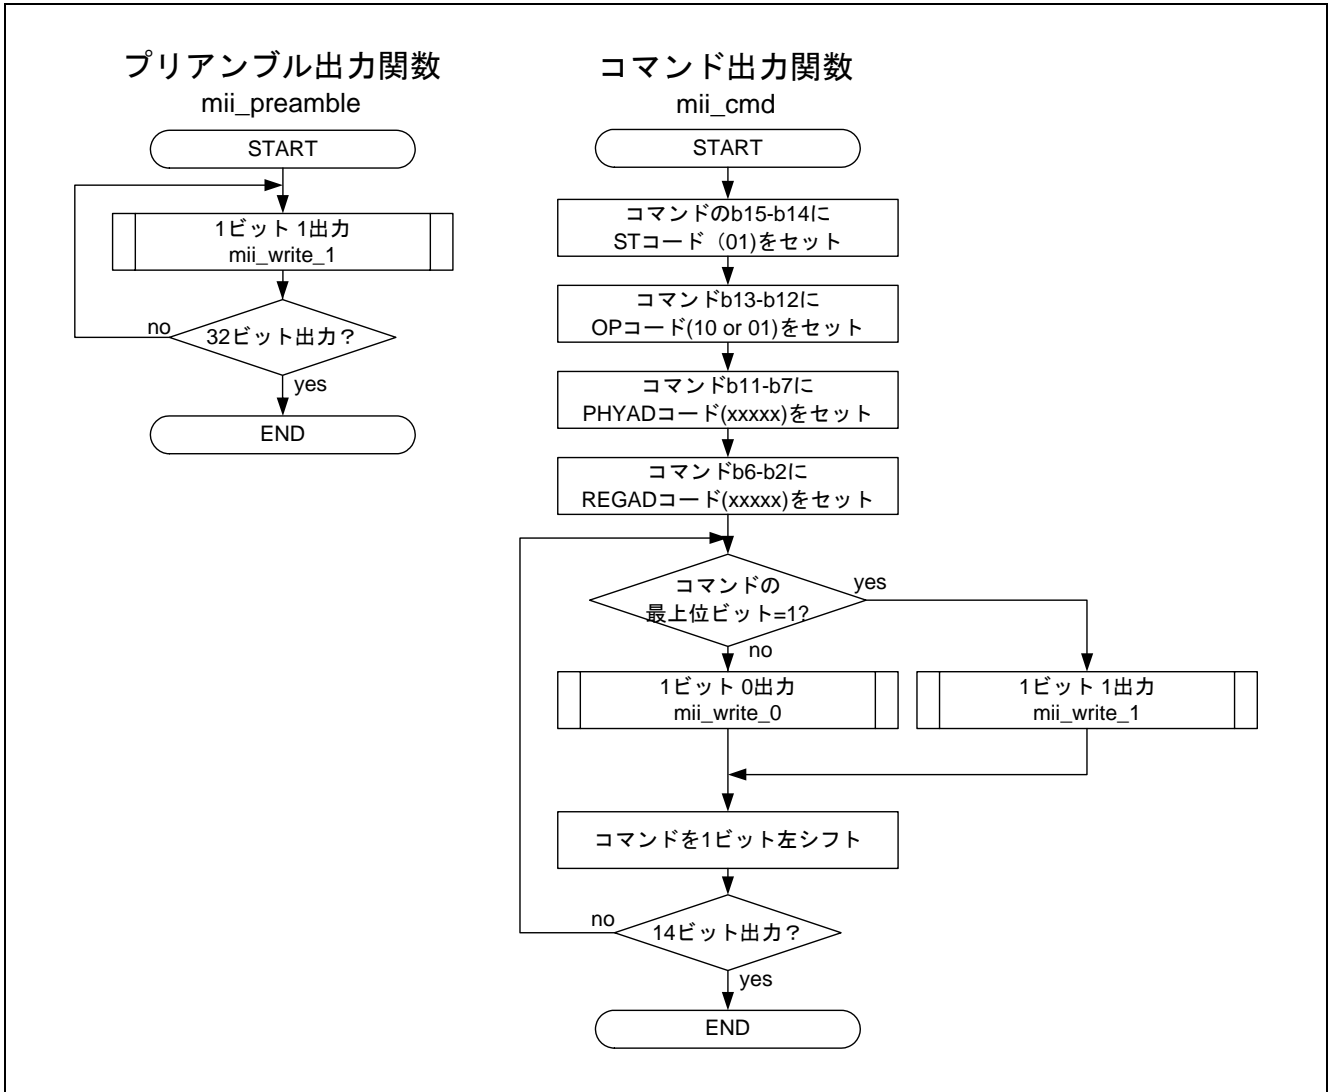 プリアンブル出力関数
mii_preamble
START
1ビット 1出力
mii_write_1
no
32ビット出力？
yes
END
コマンド出力関数
mii_cmd
START
コマンドのb15-b14に
STコード（01)をセット
コマンドb13-b12に
OPコード(10 or 01)をセット
コマンドb11-b7に
PHYADコード(xxxxx)をセット
コマンドb6-b2に
REGADコード(xxxxx)をセット
コマンドの
最上位ビット=1?
yes
no
1ビット 0出力
mii_write_0
1ビット 1出力
mii_write_1
コマンドを1ビット左シフト
no
14ビット出力？
yes
END